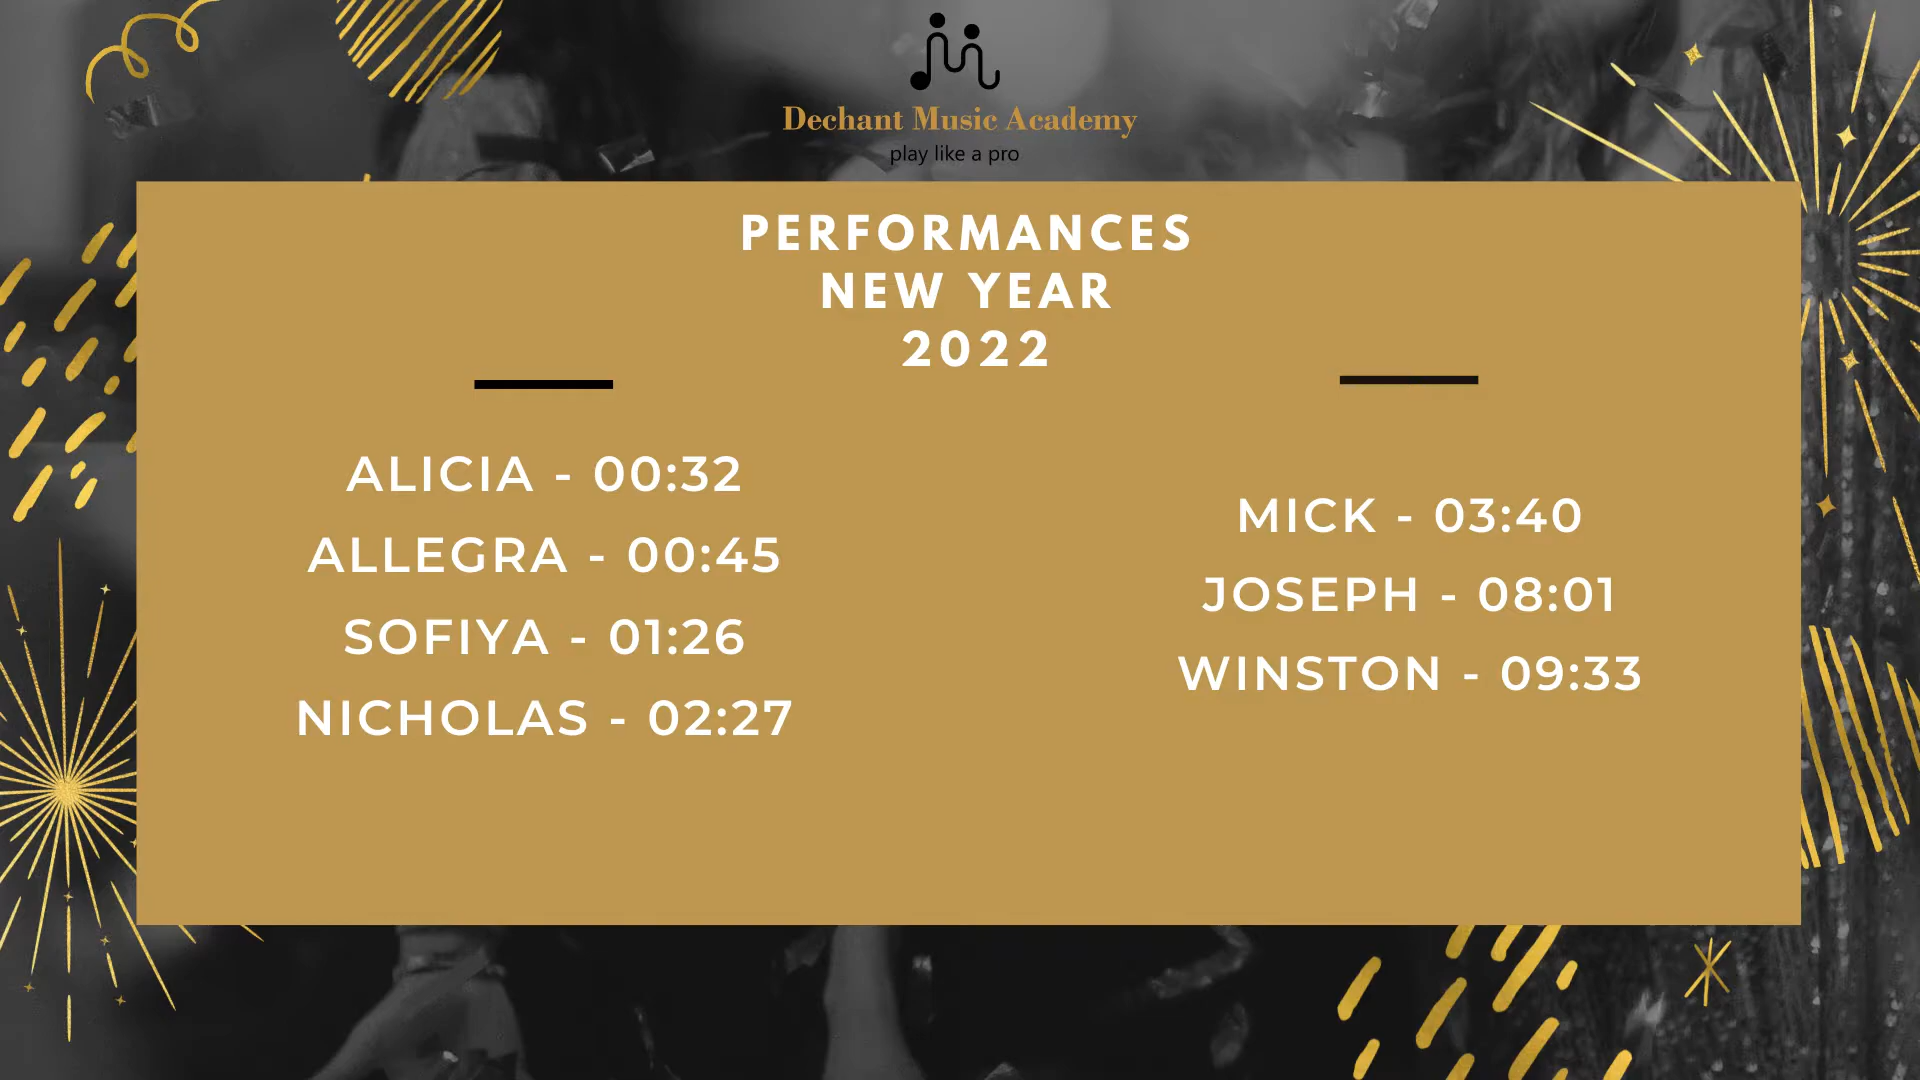 Dechant Music Academy
play like a pro
PERFORMANCES
NEW YEAR
2022
ALICIA - 00:32
ALLEGRA - 00:45
SOFIYA - 01:26
NICHOLAS - 02:27
MICK - 03:40
JOSEPH - 08:01
WINSTON - 09:33